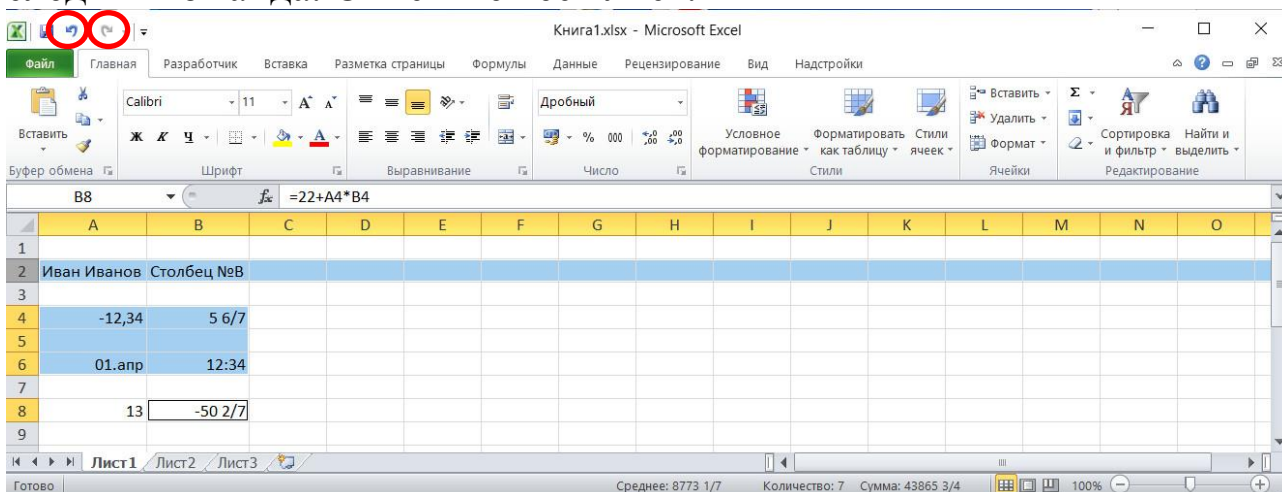 Книга1.xlsx - Microsoft Excel
Файл Главная Разработчик Вставка Разметка страницы Формулы Данные Рецензирование Вид Надстройки
Вставить
Calibri 11
Ж К Ч
Дробный
% 000
Условное форматирование
Форматировать как таблицу
Стили ячеек
Вставить
Удалить
Формат
Σ
Сортировка и фильтр
Найти и выделить
Буфер обмена Шрифт Выравнивание Число Стили Ячейки Редактирование
B8 fx =22+A4*B4
A B C D E F G H I J K L M N O
1
2 Иван Иванов Столбец №B
3
4 -12,34 5 6/7
5
6 01.апр 12:34
7
8 13 -50 2/7
9
Лист1 Лист2 Лист3
Готово Среднее: 8773 1/7 Количество: 7 Сумма: 43865 3/4 100%